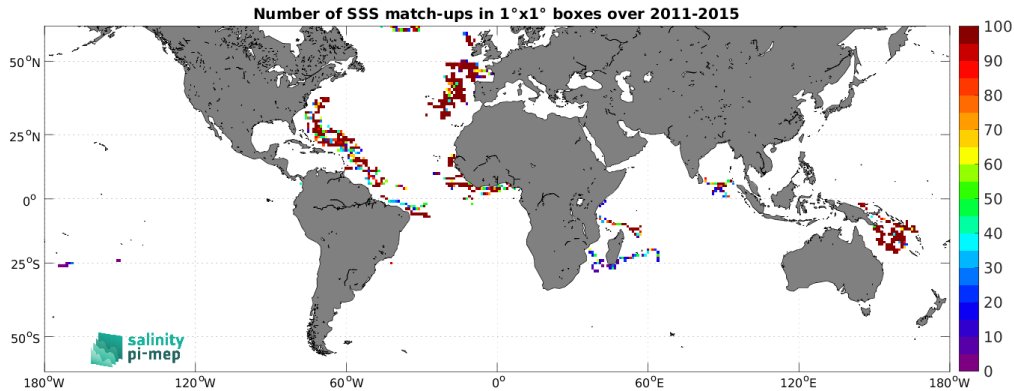 Number of SSS match-ups in 1°x1° boxes over 2011-2015
50°N
25°N
0°
25°S
50°S
180°W
120°W
60°W
0°
60°E
120°E
180°W
100
90
80
70
60
50
40
30
20
10
0
salinity
pi-mep